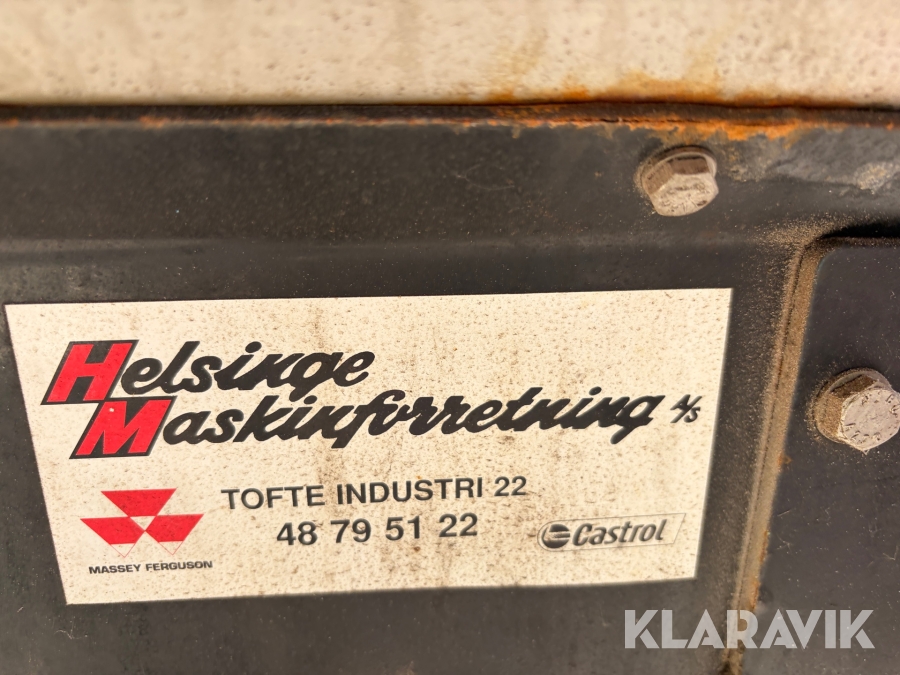 Helsinge
Maskinforretning A/S
TOFTE INDUSTRI 22
48 79 51 22
MASSEY FERGUSON
Castrol
KLARAVIK